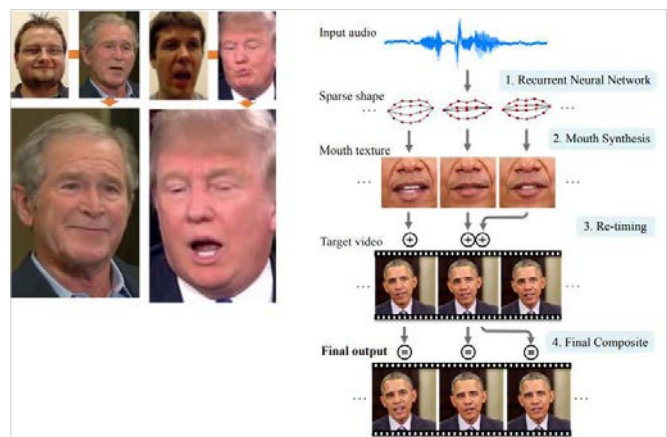 Input audio
1. Recurrent Neural Network
Sparse shape
2. Mouth Synthesis
Mouth texture
3. Re-timing
Target video
4. Final Composite
Final output